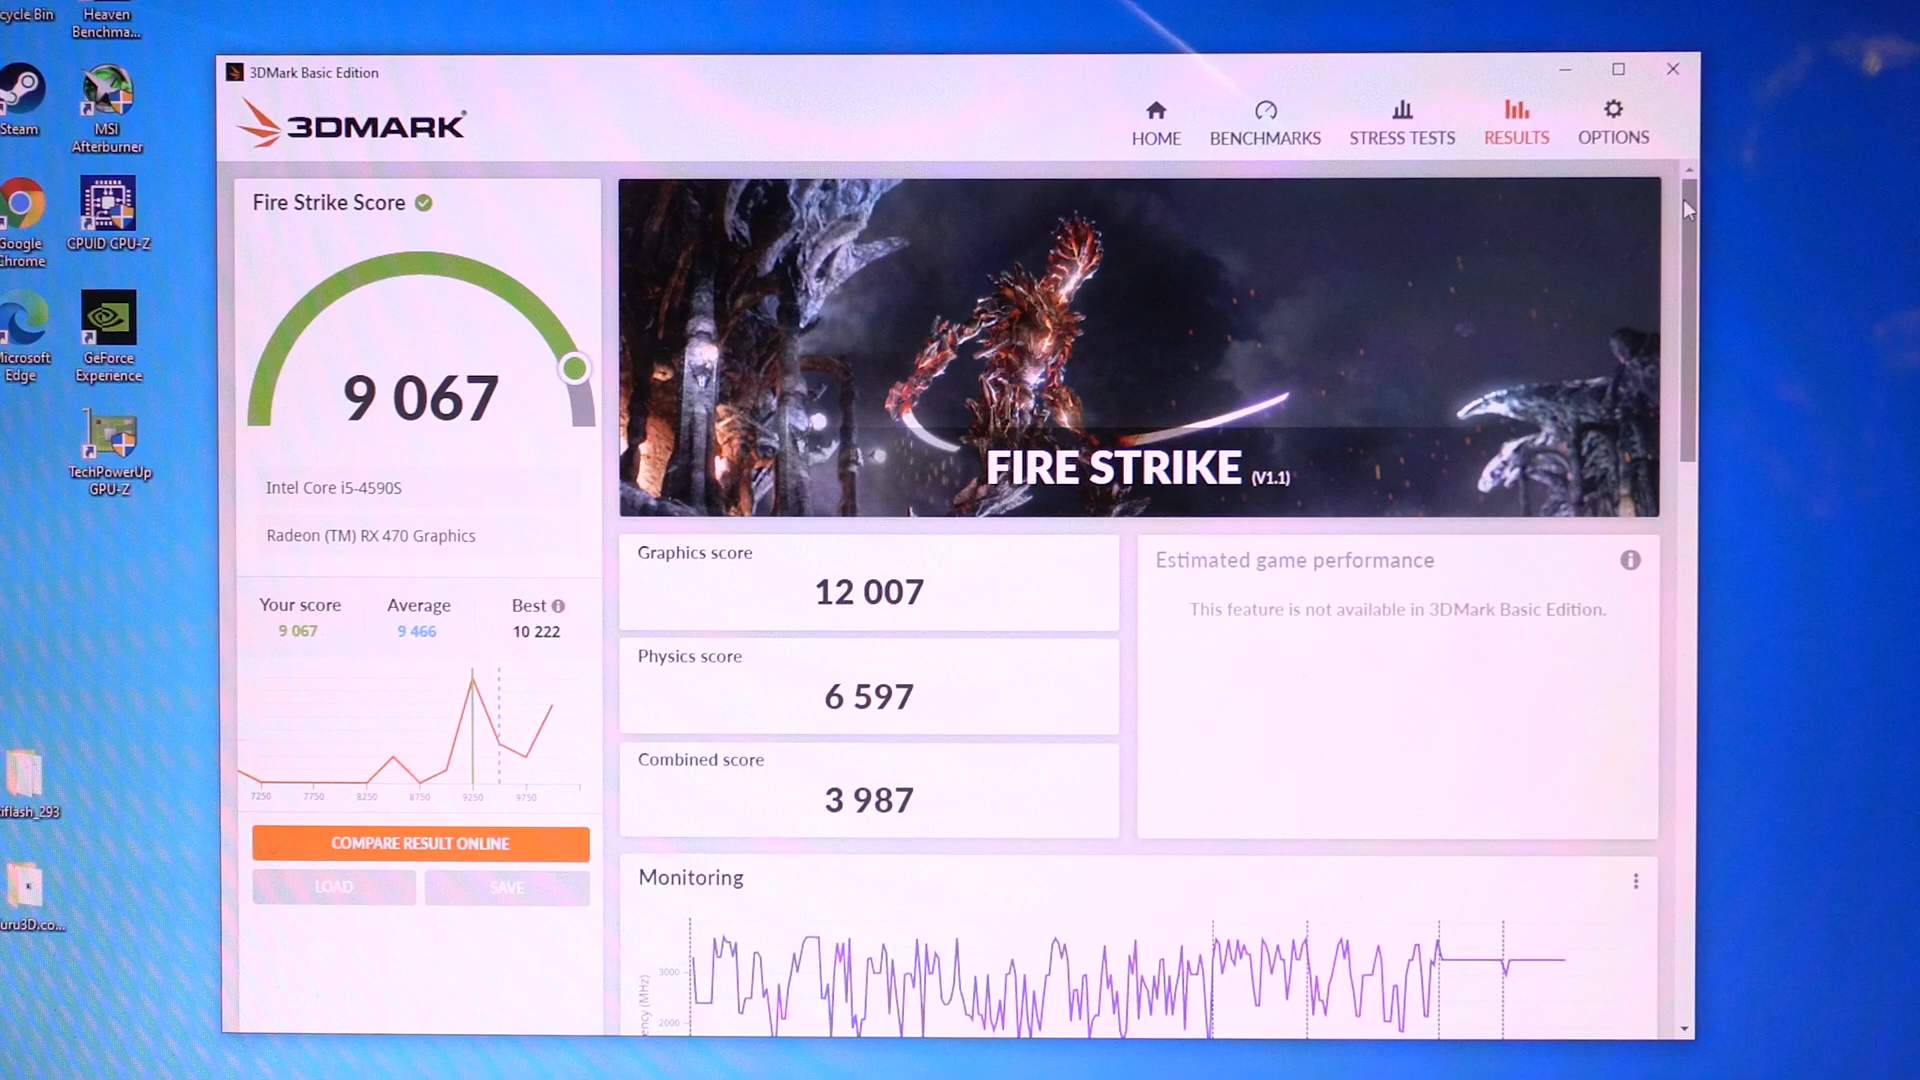 cycle Bin
Heaven
Benchma...
Steam
MSI
Afterburner
Google
Chrome
CPUID CPU-Z
Microsoft
Edge
GeForce
Experience
TechPowerUp
GPU-Z
iflash_293
uru3D.co...
3DMark Basic Edition
3DMARK®
HOME
BENCHMARKS
STRESS TESTS
RESULTS
OPTIONS
Fire Strike Score
9 067
Intel Core i5-4590S
Radeon (TM) RX 470 Graphics
Your score
Average
Best
9 067
9 466
10 222
7250 7750 8250 8750 9250 9750
COMPARE RESULT ONLINE
LOAD
SAVE
FIRE STRIKE (V1.1)
Graphics score
12 007
Physics score
6 597
Combined score
3 987
Estimated game performance
This feature is not available in 3DMark Basic Edition.
Monitoring
3000
2000
ency (MHz)